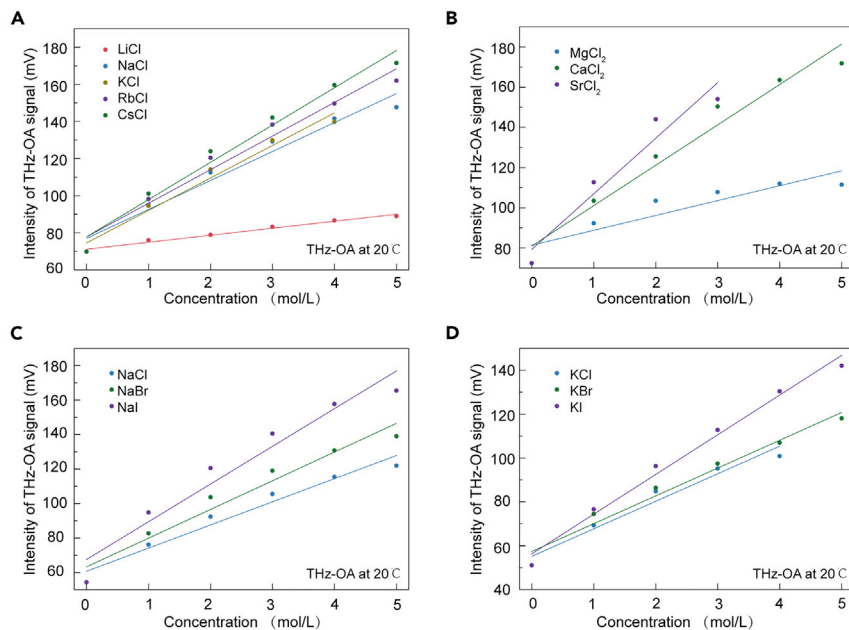 A
Intensity of THz-OA signal (mV)
180
160
140
120
100
80
60
LiCl
NaCl
KCl
RbCl
CsCl
THz-OA at 20℃
0 1 2 3 4 5
Concentration （mol/L）
B
Intensity of THz-OA signal (mV)
180
160
140
120
100
80
MgCl₂
CaCl₂
SrCl₂
THz-OA at 20℃
0 1 2 3 4 5
Concentration （mol/L）
C
Intensity of THz-OA signal (mV)
180
160
140
120
100
80
60
NaCl
NaBr
NaI
THz-OA at 20℃
0 1 2 3 4 5
Concentration （mol/L）
D
Intensity of THz-OA signal (mV)
140
120
100
80
60
40
KCl
KBr
KI
THz-OA at 20℃
0 1 2 3 4 5
Concentration （mol/L）